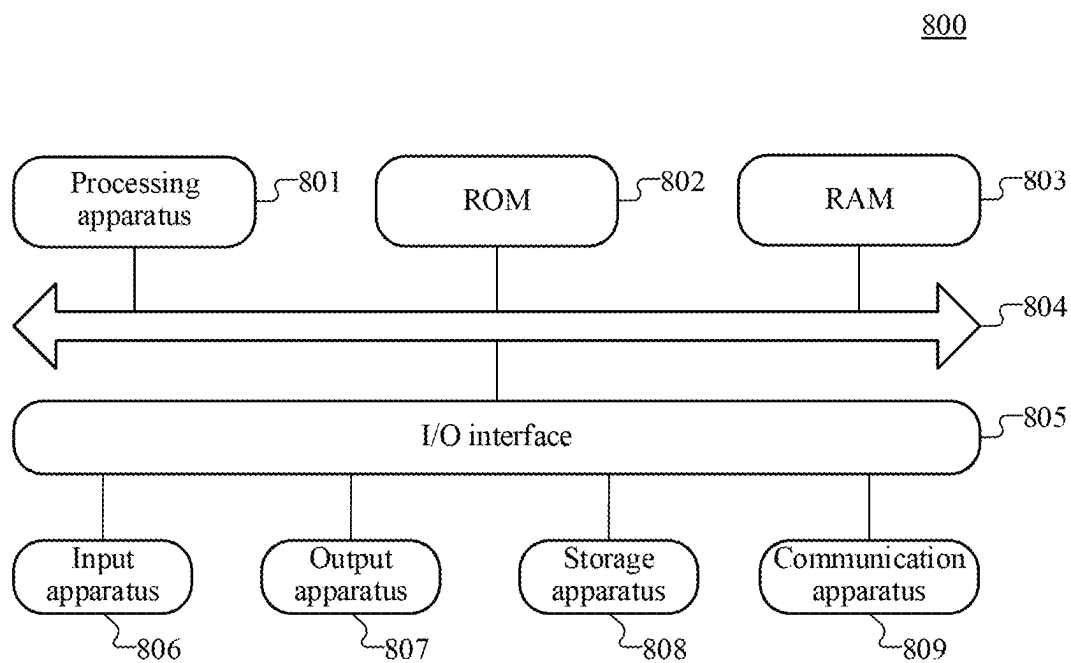 800
Processing
apparatus
801
ROM
802
RAM
803
804
I/O interface
805
Input
apparatus
806
Output
apparatus
807
Storage
apparatus
808
Communication
apparatus
809